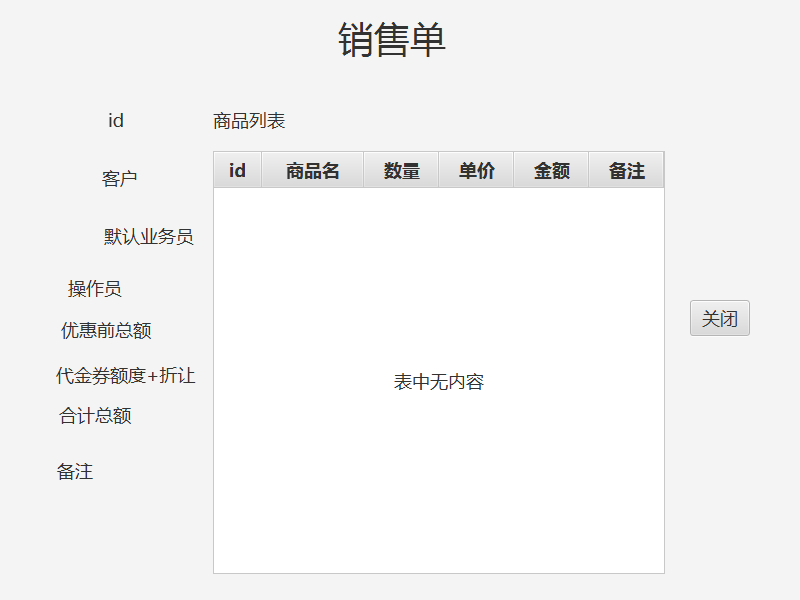 销售单
id
商品列表
id 商品名 数量 单价 金额 备注
客户
默认业务员
操作员
关闭
优惠前总额
代金券额度+折让
表中无内容
合计总额
备注